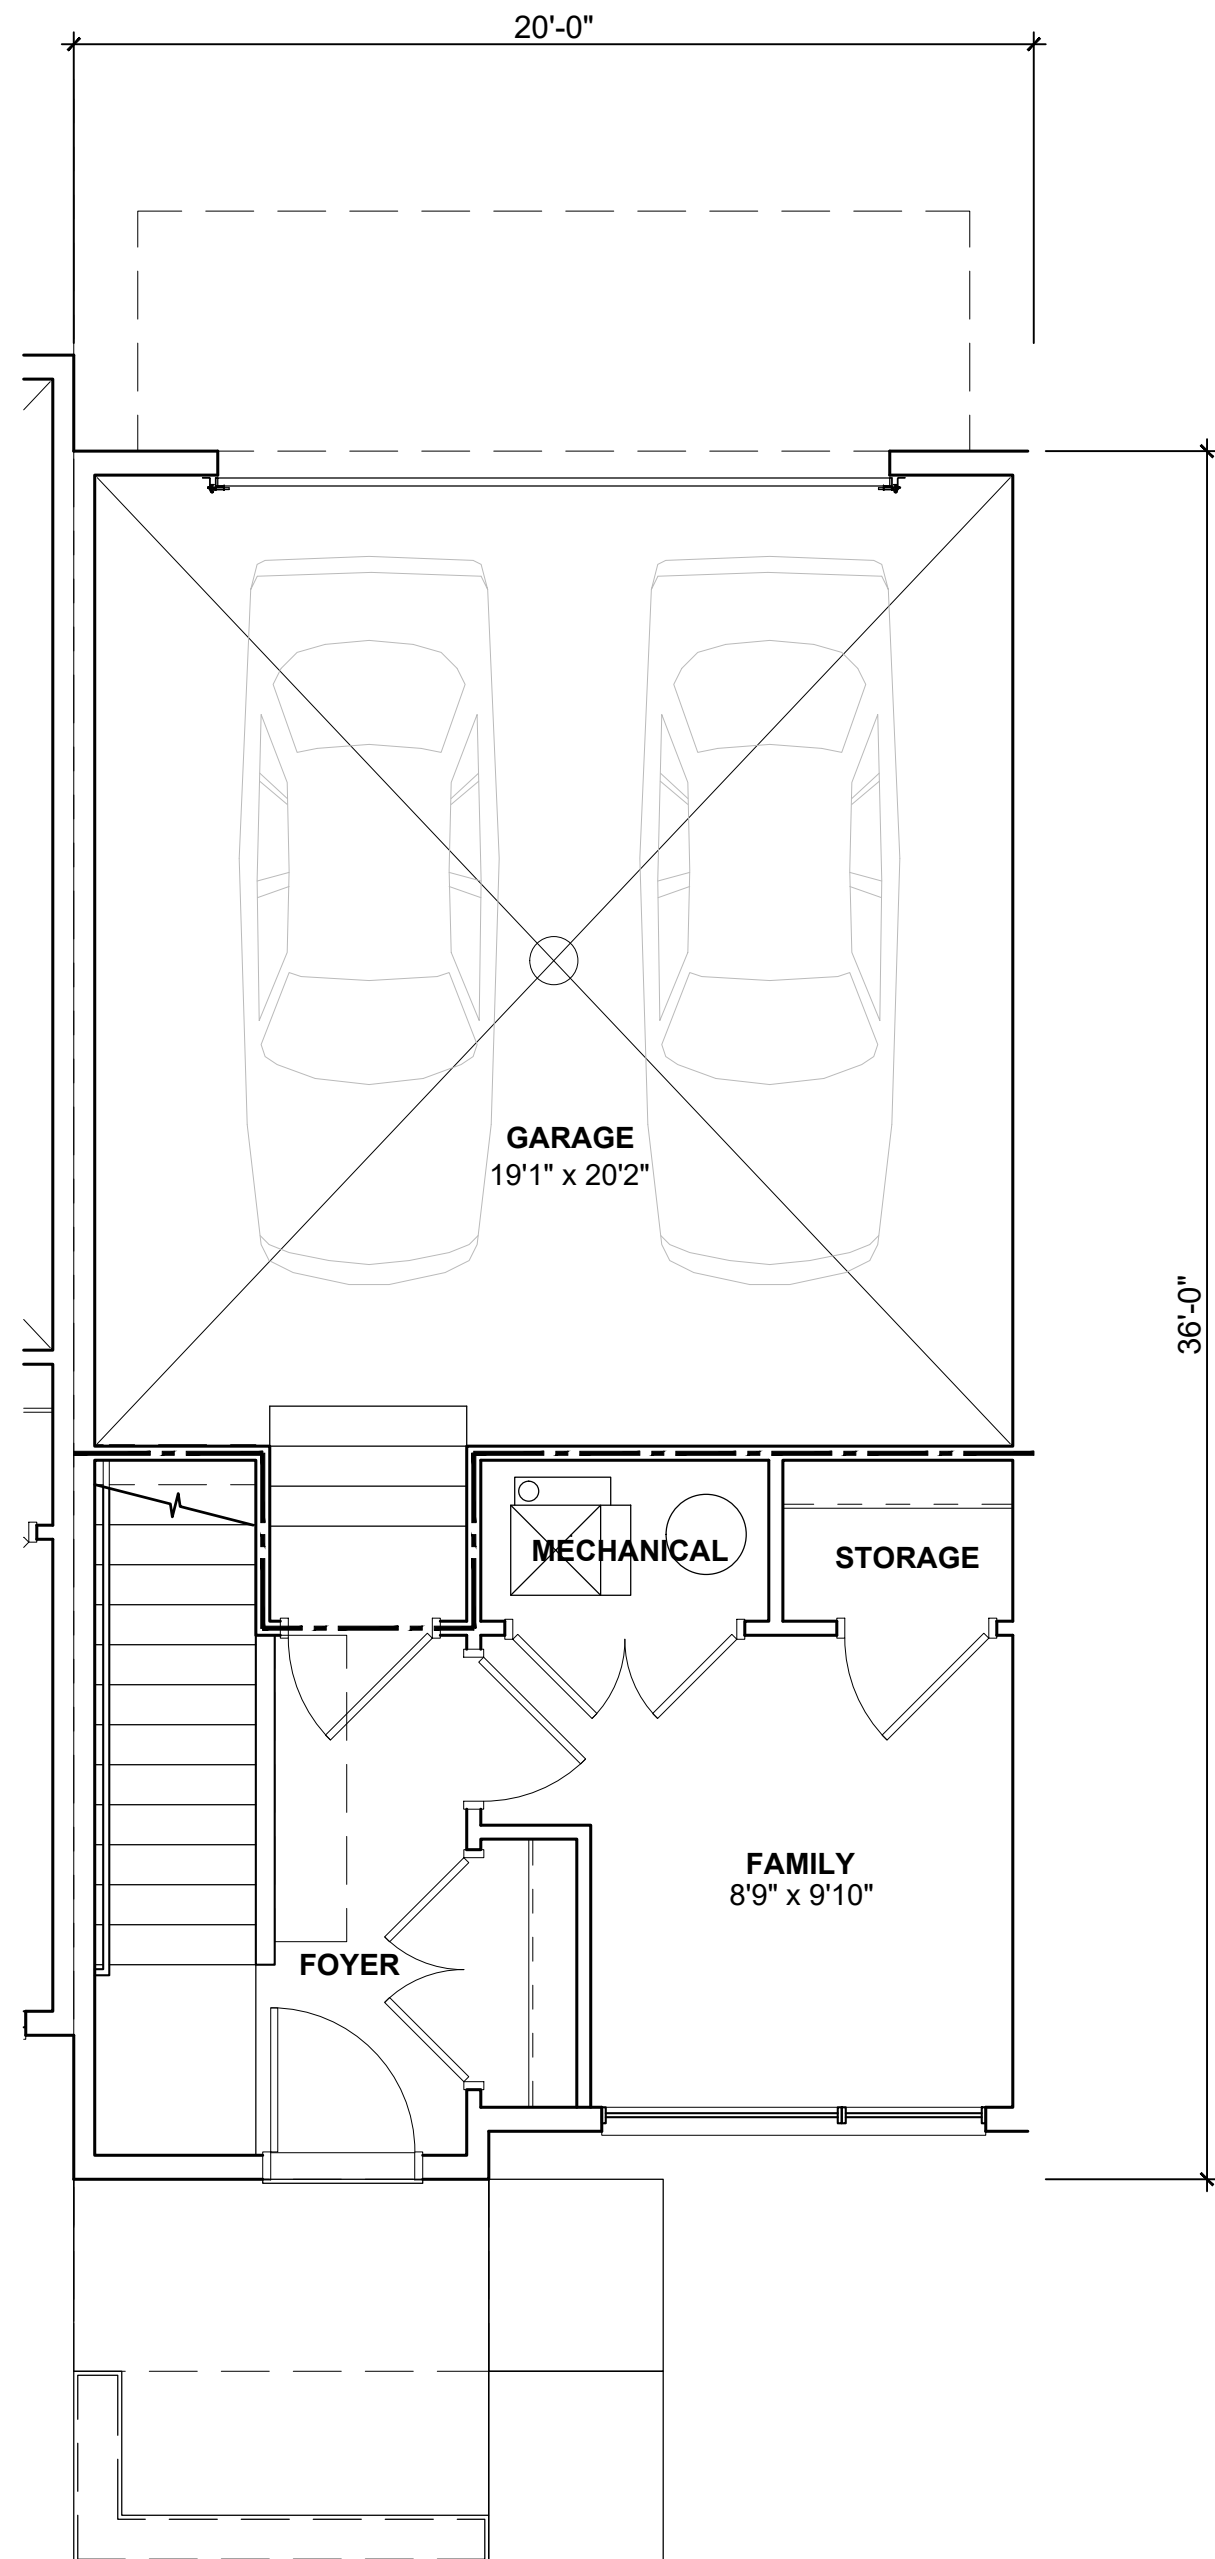 20'-0"
GARAGE
19'1" x 20'2"
36'-0"
MECHANICAL
STORAGE
FAMILY
8'9" x 9'10"
FOYER